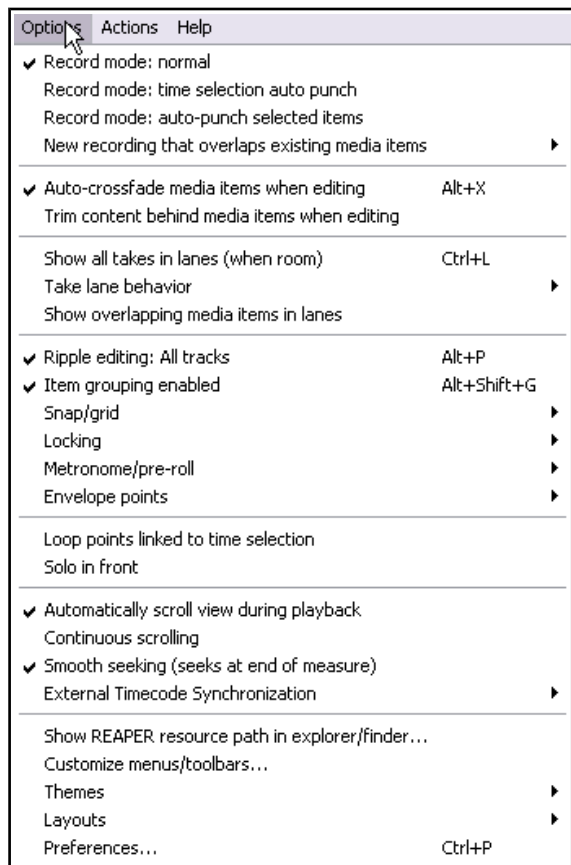 Options Actions Help
✓ Record mode: normal
Record mode: time selection auto punch
Record mode: auto-punch selected items
New recording that overlaps existing media items
✓ Auto-crossfade media items when editing Alt+X
Trim content behind media items when editing
Show all takes in lanes (when room) Ctrl+L
Take lane behavior
Show overlapping media items in lanes
✓ Ripple editing: All tracks Alt+P
✓ Item grouping enabled Alt+Shift+G
Snap/grid
Locking
Metronome/pre-roll
Envelope points
Loop points linked to time selection
Solo in front
✓ Automatically scroll view during playback
Continuous scrolling
✓ Smooth seeking (seeks at end of measure)
External Timecode Synchronization
Show REAPER resource path in explorer/finder...
Customize menus/toolbars...
Themes
Layouts
Preferences... Ctrl+P